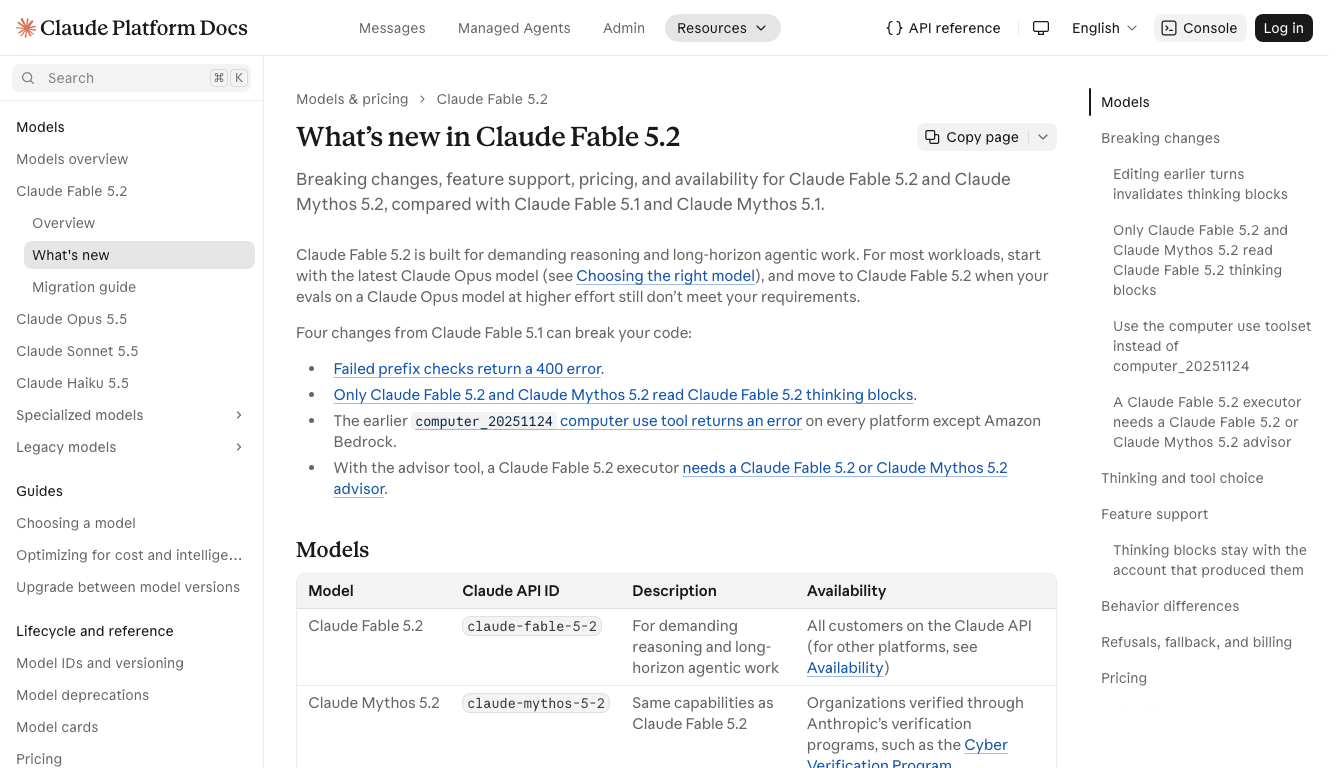 Claude Platform Docs
Messages
Managed Agents
Admin
Resources
API reference
English
Console
Log in
Search
⌘
K
Models
Models overview
Claude Fable 5.2
Overview
What's new
Migration guide
Claude Opus 5.5
Claude Sonnet 5.5
Claude Haiku 5.5
Specialized models
Legacy models
Guides
Choosing a model
Optimizing for cost and intellige...
Upgrade between model versions
Lifecycle and reference
Model IDs and versioning
Model deprecations
Model cards
Pricing
Models & pricing > Claude Fable 5.2
What's new in Claude Fable 5.2
Copy page
Breaking changes, feature support, pricing, and availability for Claude Fable 5.2 and Claude
Mythos 5.2, compared with Claude Fable 5.1 and Claude Mythos 5.1.
Claude Fable 5.2 is built for demanding reasoning and long-horizon agentic work. For most workloads, start
with the latest Claude Opus model (see Choosing the right model), and move to Claude Fable 5.2 when your
evals on a Claude Opus model at higher effort still don't meet your requirements.
Four changes from Claude Fable 5.1 can break your code:
• Failed prefix checks return a 400 error.
• Only Claude Fable 5.2 and Claude Mythos 5.2 read Claude Fable 5.2 thinking blocks.
• The earlier computer_20251124 computer use tool returns an error on every platform except Amazon
Bedrock.
• With the advisor tool, a Claude Fable 5.2 executor needs a Claude Fable 5.2 or Claude Mythos 5.2
advisor.
Models
Model
Claude API ID
Description
Availability
Claude Fable 5.2
claude-fable-5-2
For demanding
reasoning and long-
horizon agentic work
All customers on the Claude API
(for other platforms, see
Availability)
Claude Mythos 5.2
claude-mythos-5-2
Same capabilities as
Claude Fable 5.2
Organizations verified through
Anthropic's verification
programs, such as the Cyber
Verification Program
Models
Breaking changes
Editing earlier turns
invalidates thinking blocks
Only Claude Fable 5.2 and
Claude Mythos 5.2 read
Claude Fable 5.2 thinking
blocks
Use the computer use toolset
instead of
computer_20251124
A Claude Fable 5.2 executor
needs a Claude Fable 5.2 or
Claude Mythos 5.2 advisor
Thinking and tool choice
Feature support
Thinking blocks stay with the
account that produced them
Behavior differences
Refusals, fallback, and billing
Pricing